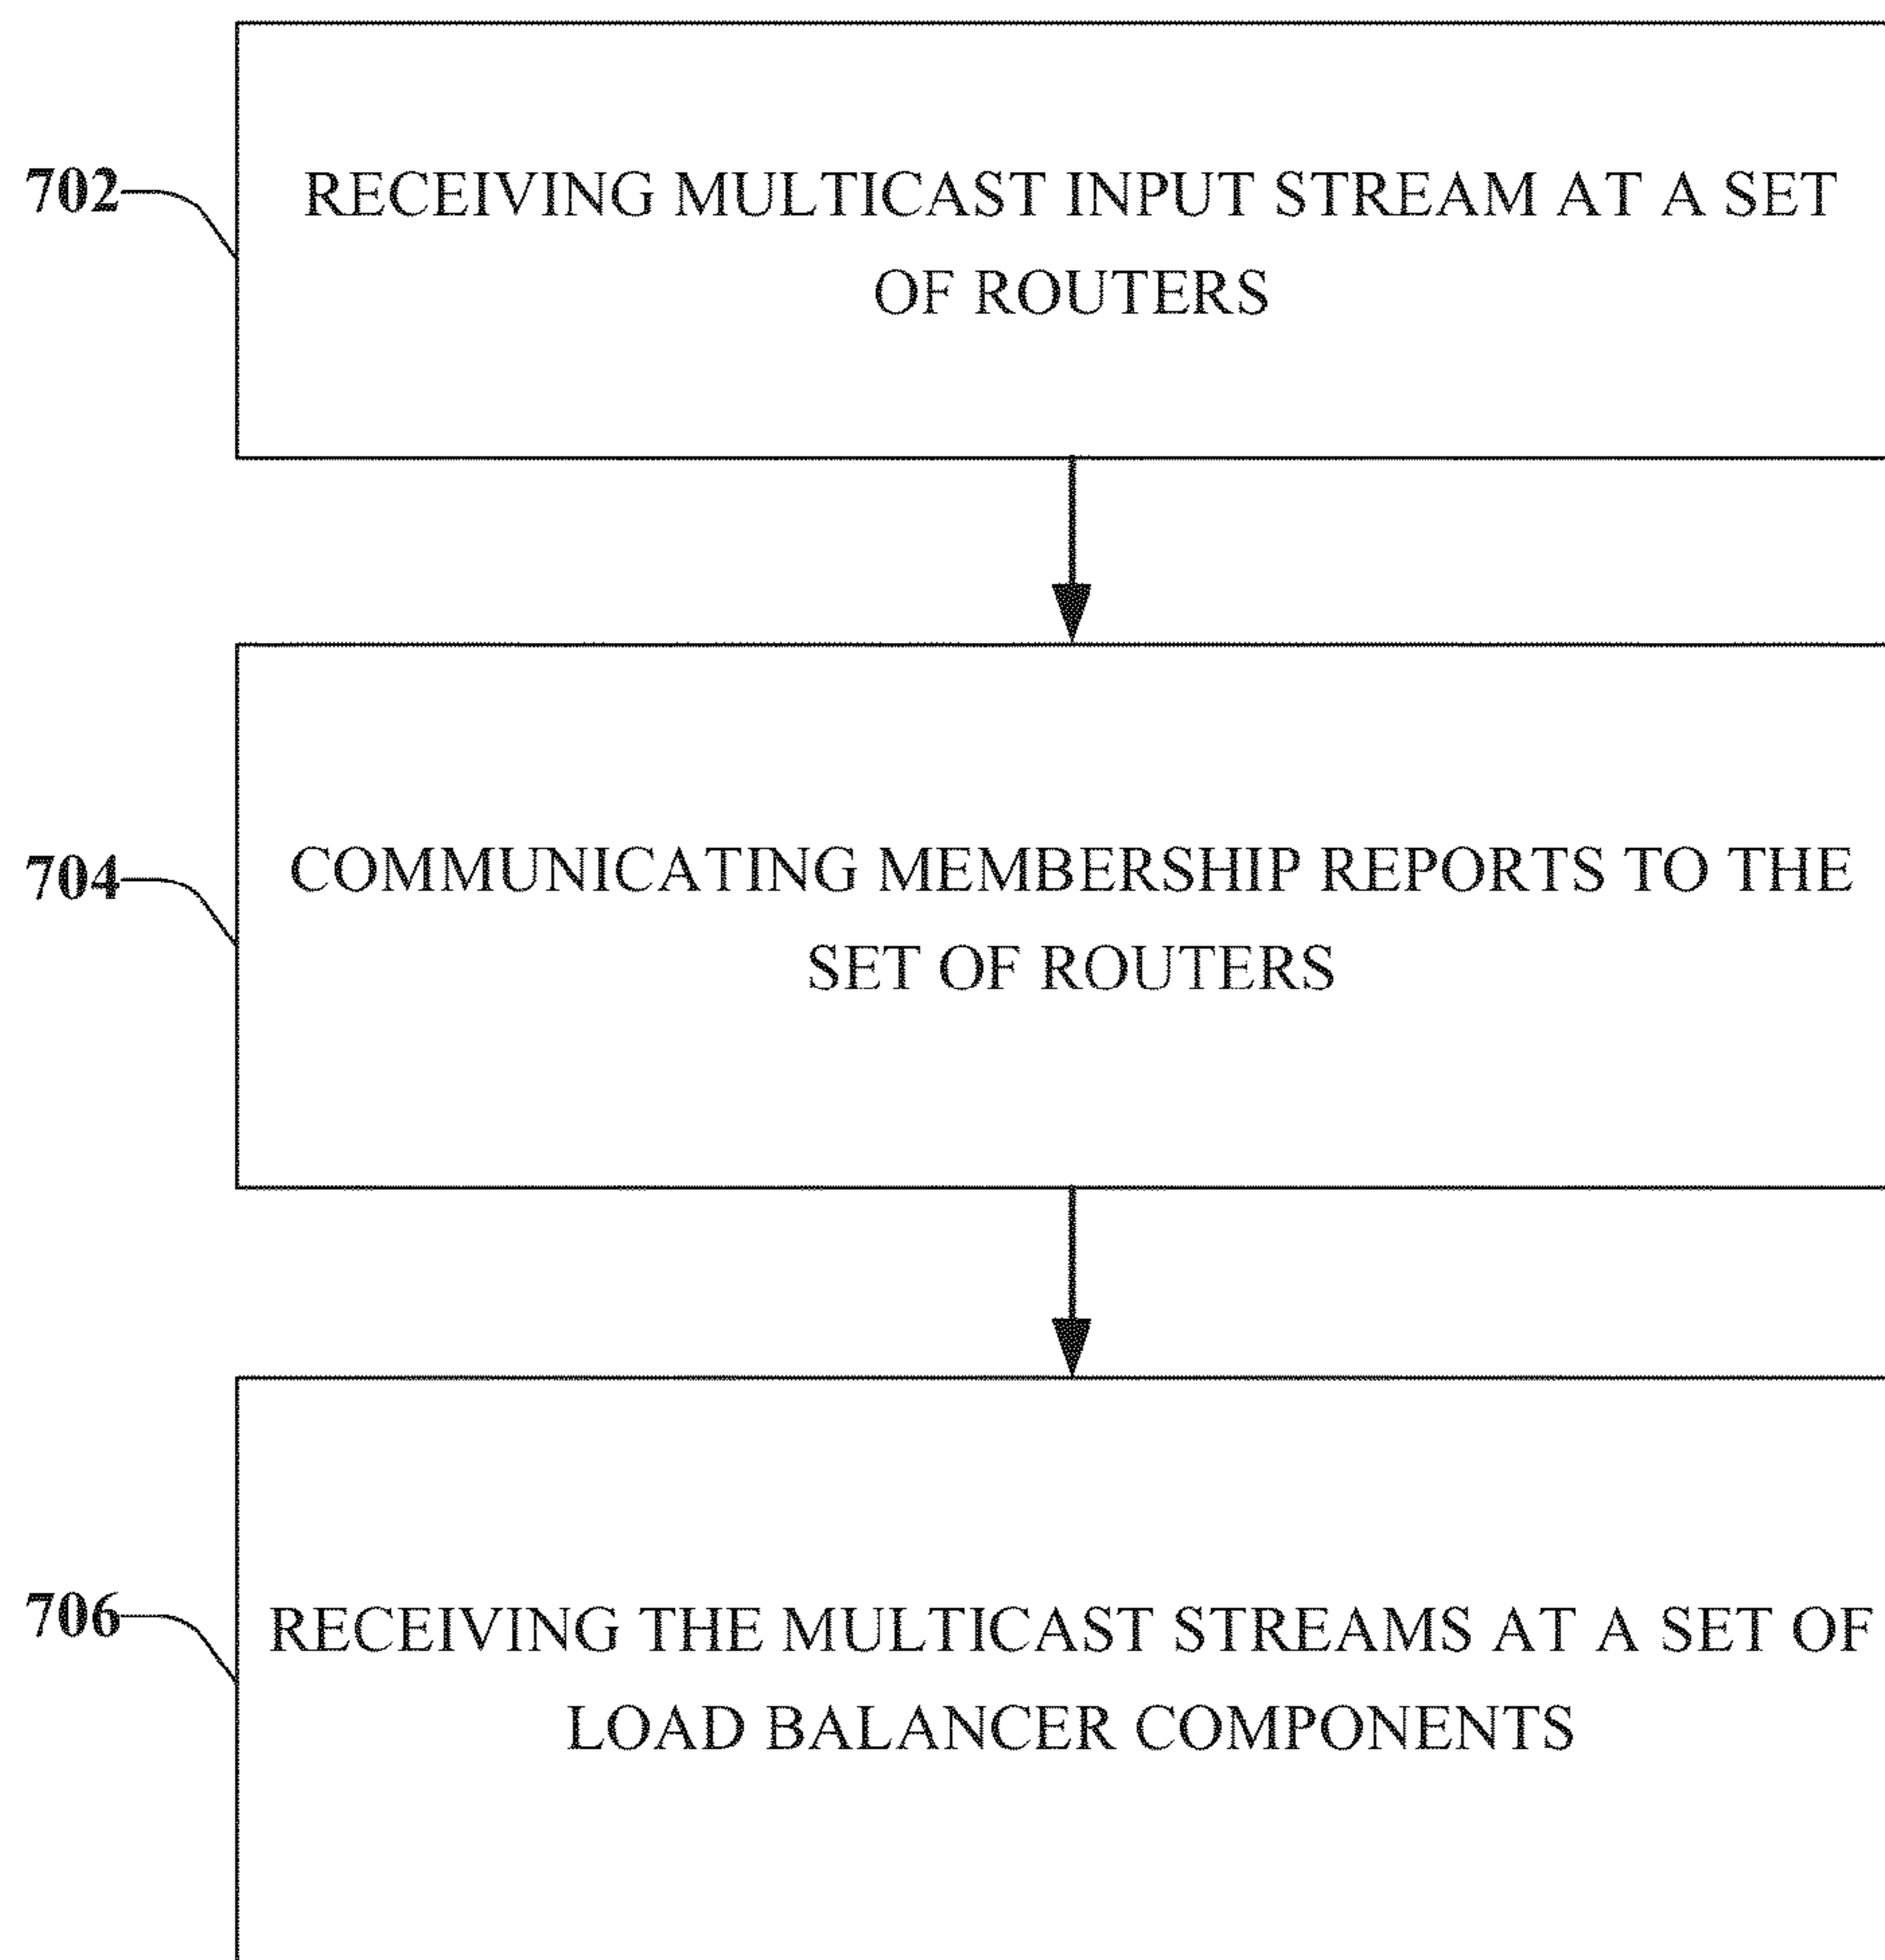 702
RECEIVING MULTICAST INPUT STREAM AT A SET
OF ROUTERS
704
COMMUNICATING MEMBERSHIP REPORTS TO THE
SET OF ROUTERS
706
RECEIVING THE MULTICAST STREAMS AT A SET OF
LOAD BALANCER COMPONENTS